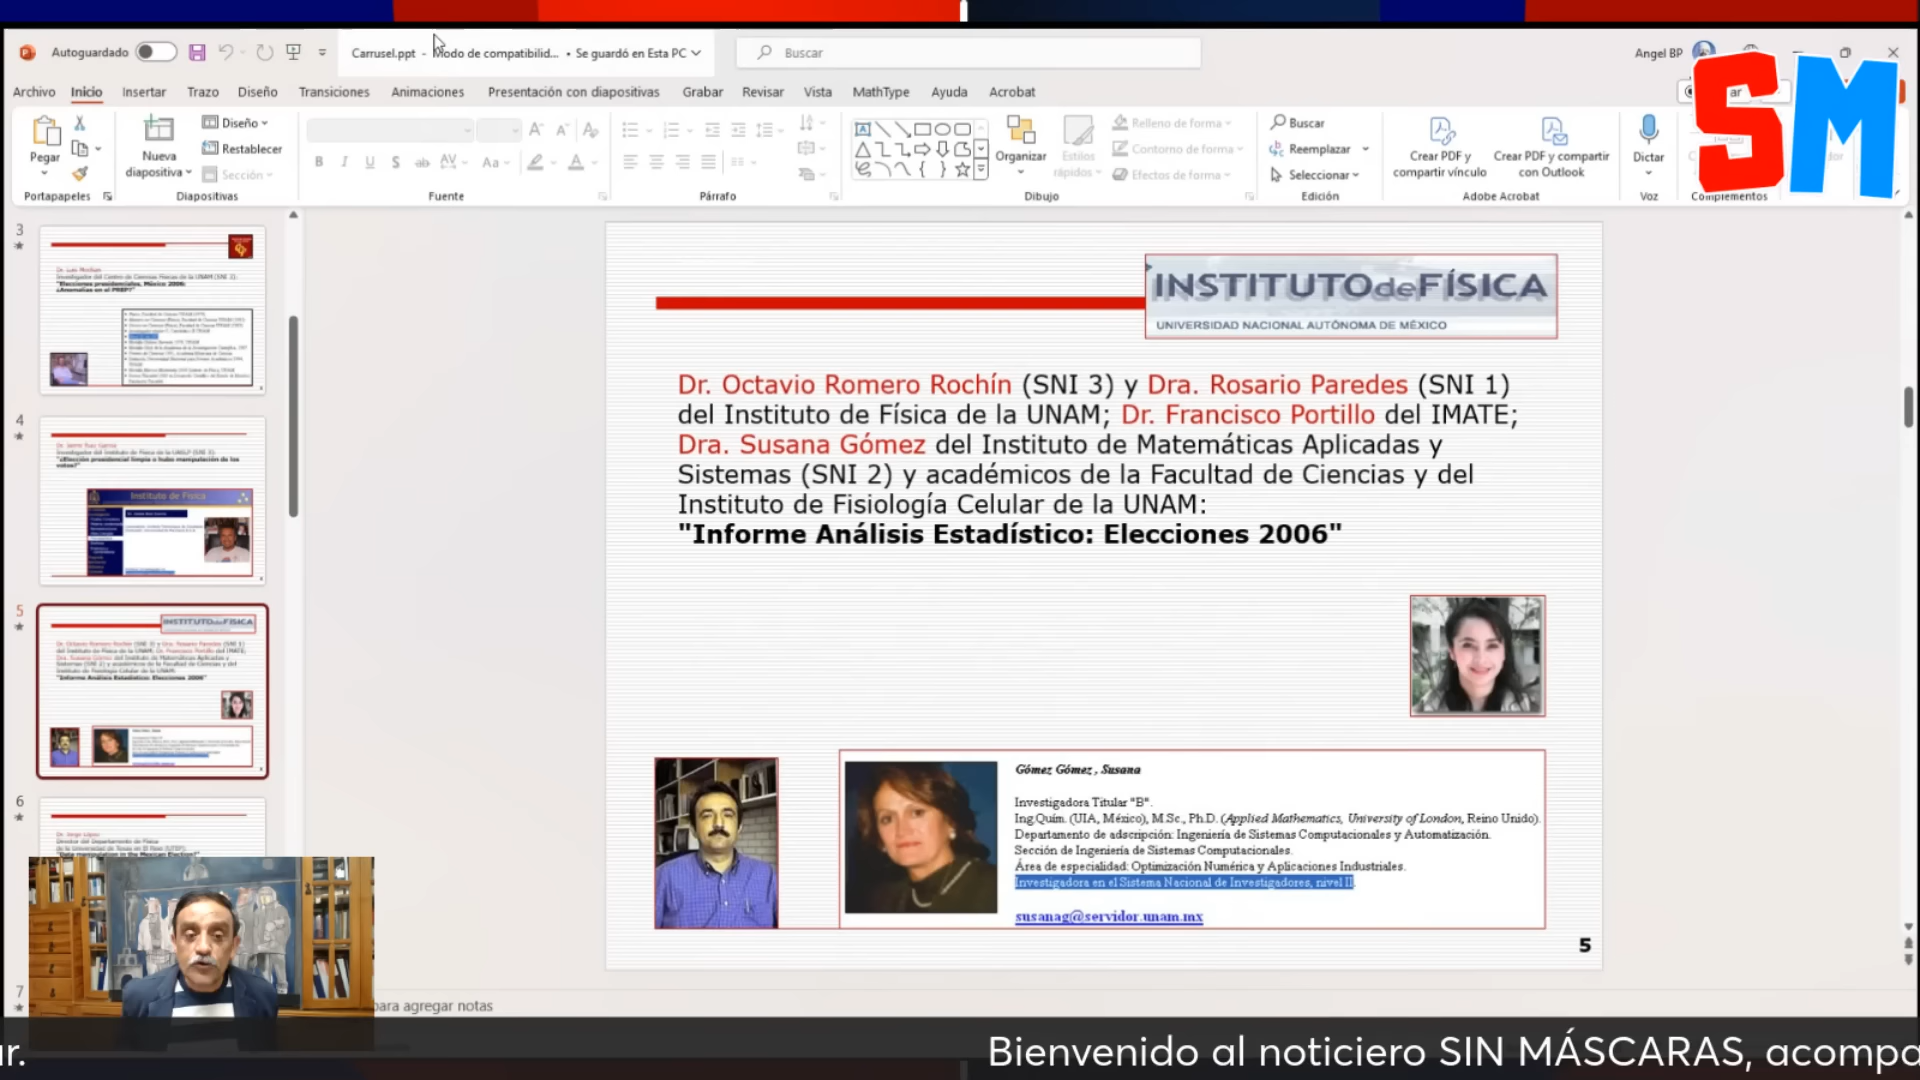 Autoguardado
Carrusel.ppt - Modo de compatibilid... • Se guardó en Esta PC
Buscar
Angel BP
SM
Archivo Inicio Insertar Trazo Diseño Transiciones Animaciones Presentación con diapositivas Grabar Revisar Vista MathType Ayuda Acrobat
Pegar
Nueva diapositiva
Diseño
Restablecer
Sección
Relleno de forma
Contorno de forma
Efectos de forma
Organizar
Estilos rápidos
Buscar
Reemplazar
Seleccionar
Crear PDF y compartir vínculo
Crear PDF y compartir con Outlook
Dictar
Portapapeles Diapositivas Fuente Párrafo Dibujo Edición Adobe Acrobat Voz Complementos
3
4
5
6
7
INSTITUTOdeFÍSICA
UNIVERSIDAD NACIONAL AUTÓNOMA DE MÉXICO
Dr. Octavio Romero Rochín (SNI 3) y Dra. Rosario Paredes (SNI 1)
del Instituto de Física de la UNAM; Dr. Francisco Portillo del IMATE;
Dra. Susana Gómez del Instituto de Matemáticas Aplicadas y
Sistemas (SNI 2) y académicos de la Facultad de Ciencias y del
Instituto de Fisiología Celular de la UNAM:
"Informe Análisis Estadístico: Elecciones 2006"
Gómez Gómez , Susana
Investigadora Titular "B".
Ing.Quím. (UIA, México), M.Sc., Ph.D. (Applied Mathematics, University of London, Reino Unido).
Departamento de adscripción: Ingeniería de Sistemas Computacionales y Automatización.
Sección de Ingeniería de Sistemas Computacionales.
Área de especialidad: Optimización Numérica y Aplicaciones Industriales.
Investigadora en el Sistema Nacional de Investigadores, nivel II
susanag@servidor.unam.mx
5
para agregar notas
ar.
Bienvenido al noticiero SIN MÁSCARAS, acompa